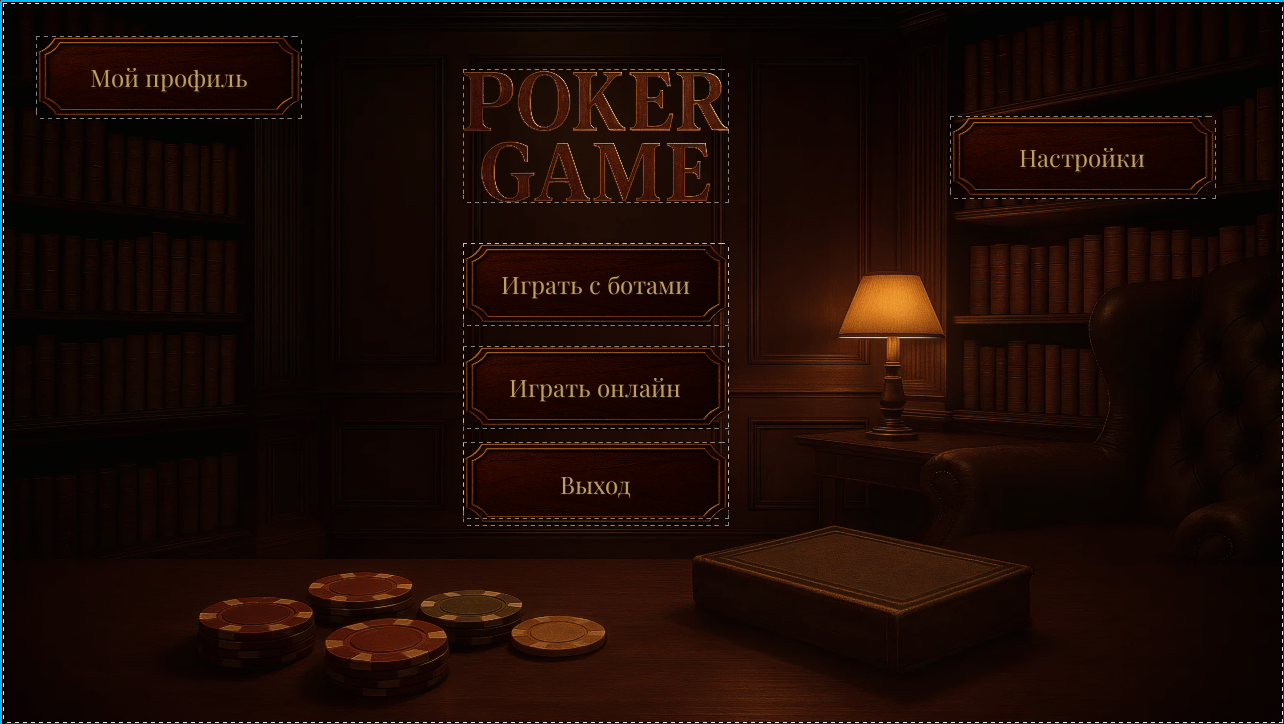 Мой профиль
POKER
GAME
Настройки
Играть с ботами
Играть онлайн
Выход